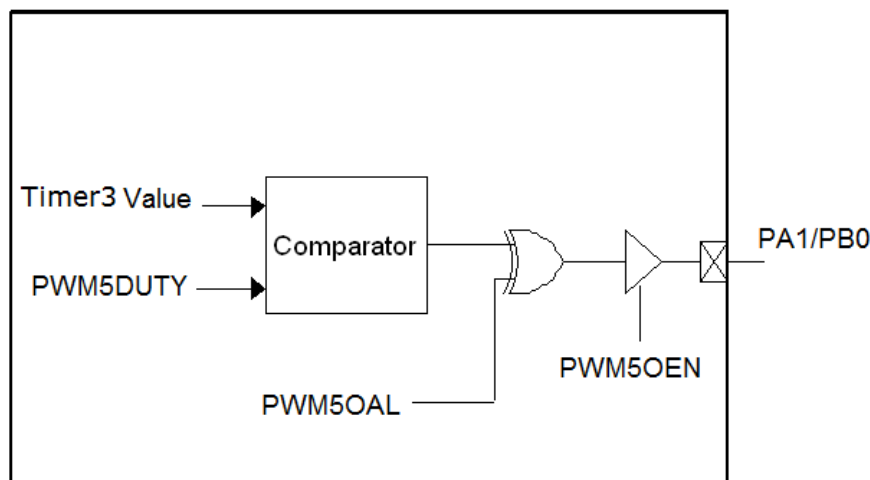 Timer3 Value
Comparator
PA1/PB0
PWM5DUTY
PWM5OEN
PWM5OAL